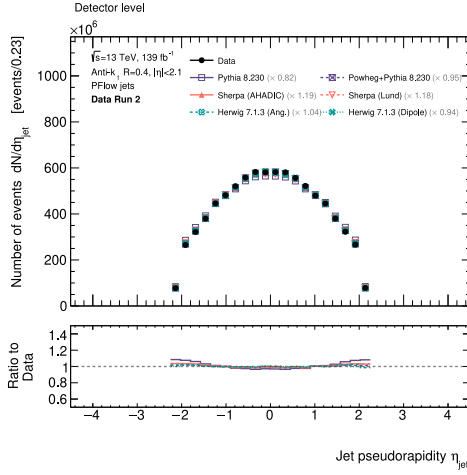 Detector level
×10⁶
√s=13 TeV, 139 fb⁻¹
Anti-kₜ R=0.4, |η|<2.1
PFlow jets
Data Run 2
Data
Pythia 8.230 (× 0.82)
Powheg+Pythia 8.230 (× 0.95)
Sherpa (AHADIC) (× 1.19)
Sherpa (Lund) (× 1.18)
Herwig 7.1.3 (Ang.) (× 1.04)
Herwig 7.1.3 (Dipole) (× 0.94)
Number of events dN/dη_jet [events/0.23]
1000
800
600
400
200
0
Ratio to
Data
1.4
1.2
1
0.8
0.6
−4 −3 −2 −1 0 1 2 3 4
Jet pseudorapidity η_jet